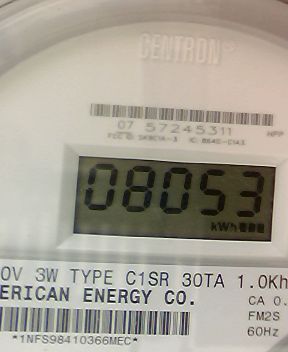 CENTRON®
07 57245311
HPP
08053
kWh
0V 3W TYPE C1SR 30TA 1.0Kh
ERICAN ENERGY CO.
CA 0.
FM2S
60Hz
*1NFS98410366MEC*